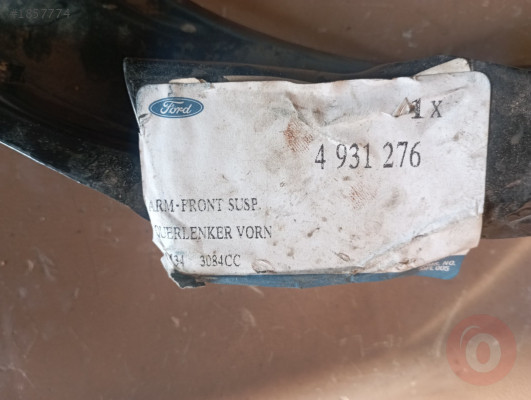 Ford
1 X
4 931 276
ARM-FRONT SUSP.
QUERLENKER VORN
3084CC